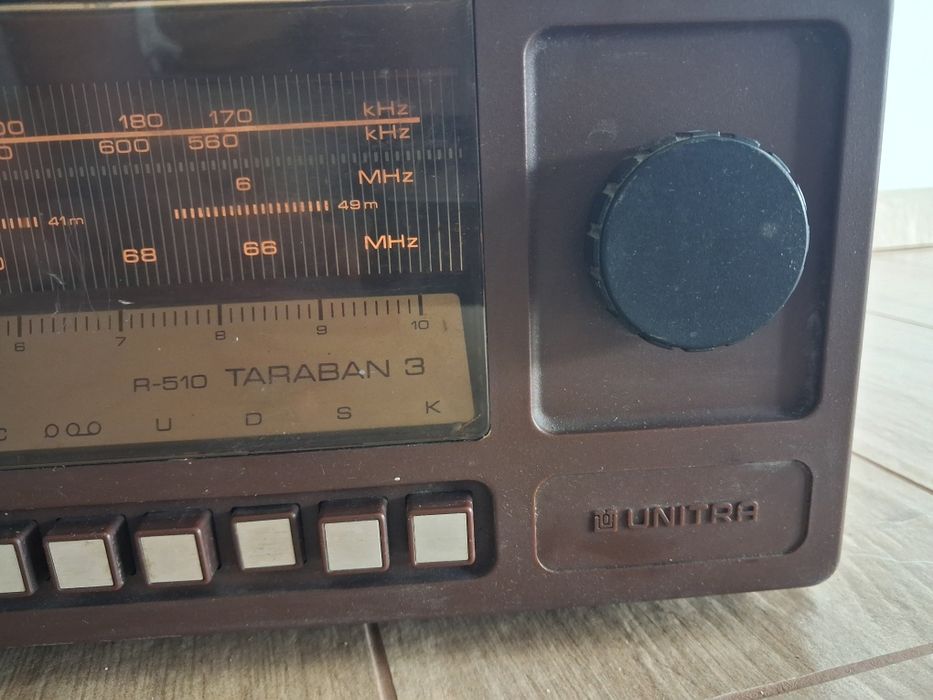 180 170 kHz
600 560 kHz
6 MHz
41m 49m
68 66 MHz
6 7 8 9 10
R-510 TARABAN 3
U D S K
UNITRA